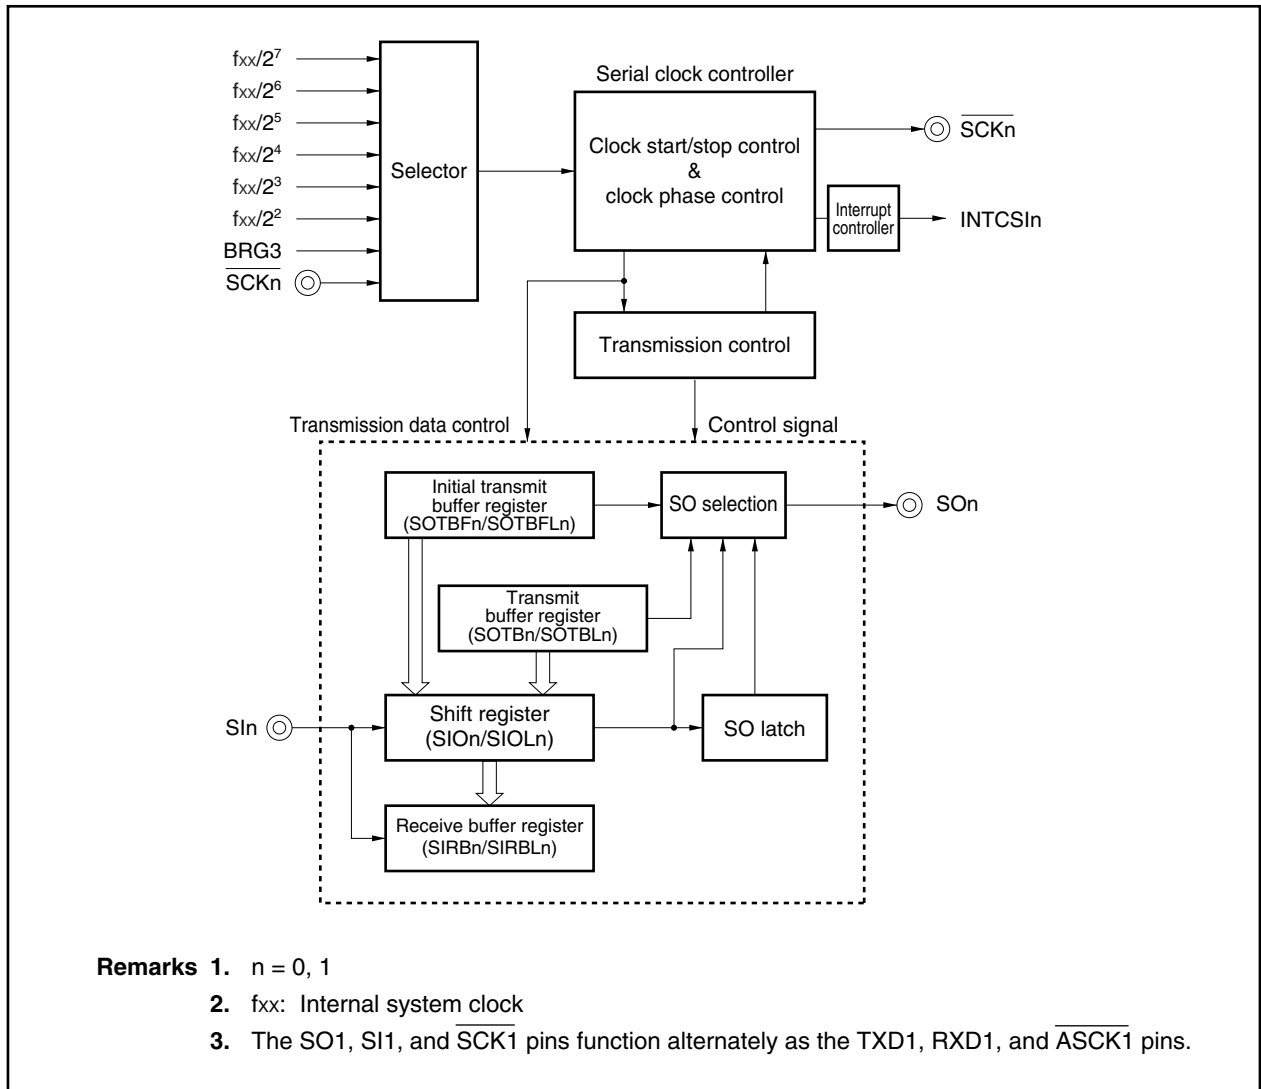 fxx/2⁷
fxx/2⁶
fxx/2⁵
fxx/2⁴
fxx/2³
fxx/2²
BRG3
S̅C̅K̅n̅
Selector
Serial clock controller
Clock start/stop control
&
clock phase control
S̅C̅K̅n̅
Interrupt
controller
INTCSIn
Transmission control
Transmission data control
Control signal
Initial transmit
buffer register
(SOTBFn/SOTBFLn)
SO selection
SOn
Transmit
buffer register
(SOTBn/SOTBLn)
SIn
Shift register
(SIOn/SIOLn)
SO latch
Receive buffer register
(SIRBn/SIRBLn)
Remarks 1. n = 0, 1
2. fxx: Internal system clock
3. The SO1, SI1, and S̅C̅K̅1̅ pins function alternately as the TXD1, RXD1, and A̅S̅C̅K̅1̅ pins.